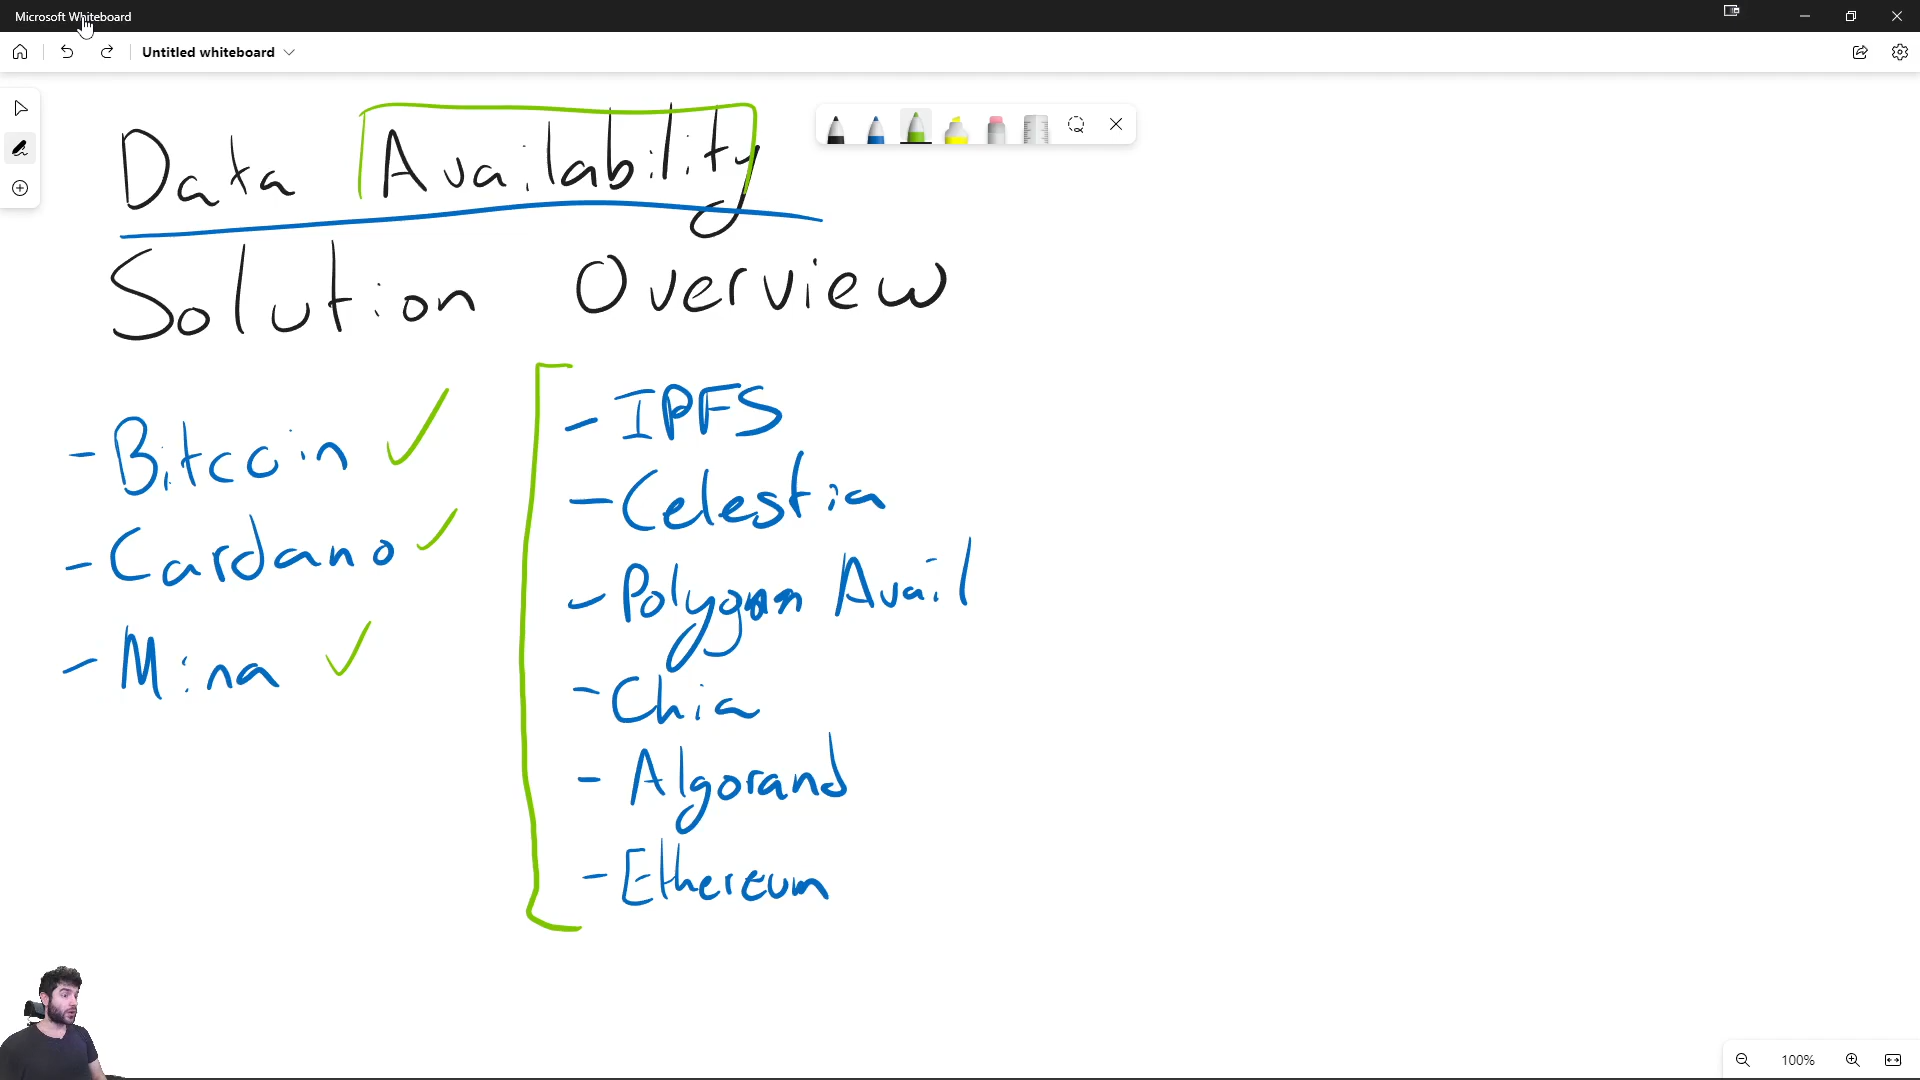 Microsoft Whiteboard
Untitled whiteboard
Data Availability
Solution Overview
- Bitcoin ✓
- Cardano ✓
- Mina ✓
- IPFS
- Celestia
- Polygon Avail
- Chia
- Algorand
- Ethereum
100%